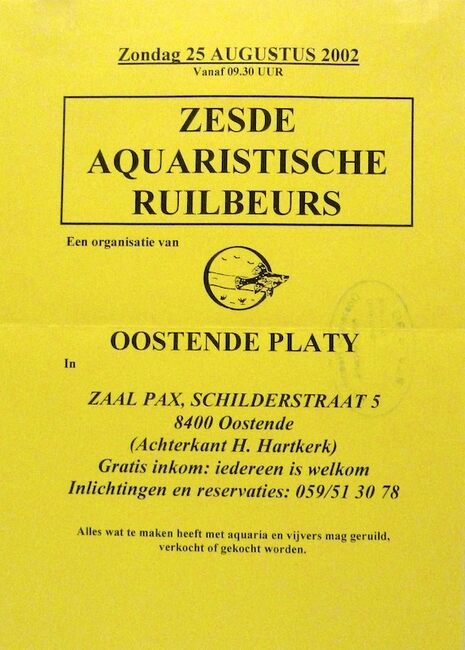 Zondag 25 AUGUSTUS 2002
Vanaf 09.30 UUR
ZESDE
AQUARISTISCHE
RUILBEURS
Een organisatie van
OOSTENDE PLATY
In
ZAAL PAX, SCHILDERSTRAAT 5
8400 Oostende
(Achterkant H. Hartkerk)
Gratis inkom: iedereen is welkom
Inlichtingen en reservaties: 059/51 30 78
Alles wat te maken heeft met aquaria en vijvers mag geruild,
verkocht of gekocht worden.